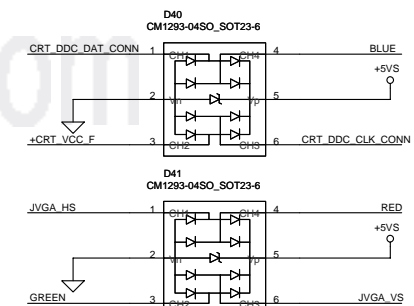 D40
CM1293-04SO_SOT23-6
CRT_DDC_DAT_CONN 1 CH1 CH4 4 BLUE
+5VS
2 Vn Vp 5
+CRT_VCC_F 3 CH2 CH3 6 CRT_DDC_CLK_CONN
D41
CM1293-04SO_SOT23-6
JVGA_HS 1 CH1 CH4 4 RED
+5VS
2 Vn Vp 5
GREEN 3 CH2 CH3 6 JVGA_VS
om